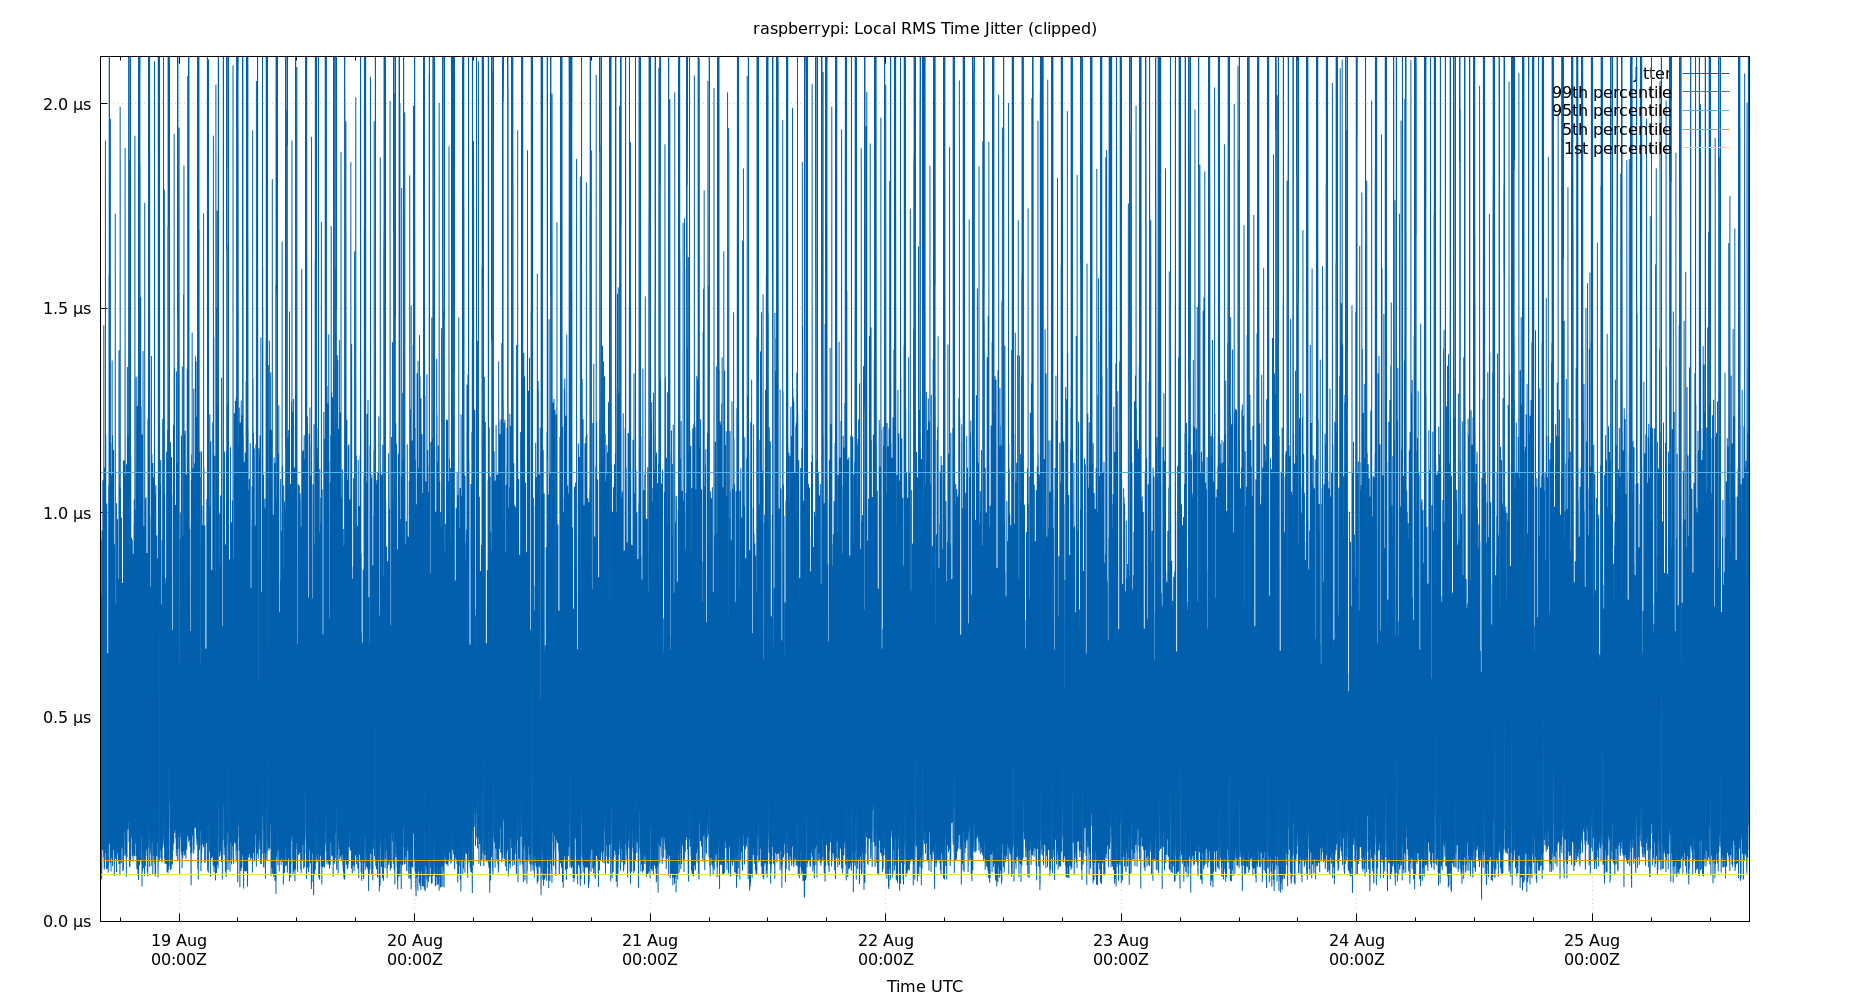 raspberrypi: Local RMS Time Jitter (clipped)
2.0 µs
1.5 µs
1.0 µs
0.5 µs
0.0 µs
jitter
99th percentile
95th percentile
5th percentile
1st percentile
19 Aug
00:00Z
20 Aug
00:00Z
21 Aug
00:00Z
22 Aug
00:00Z
23 Aug
00:00Z
24 Aug
00:00Z
25 Aug
00:00Z
Time UTC